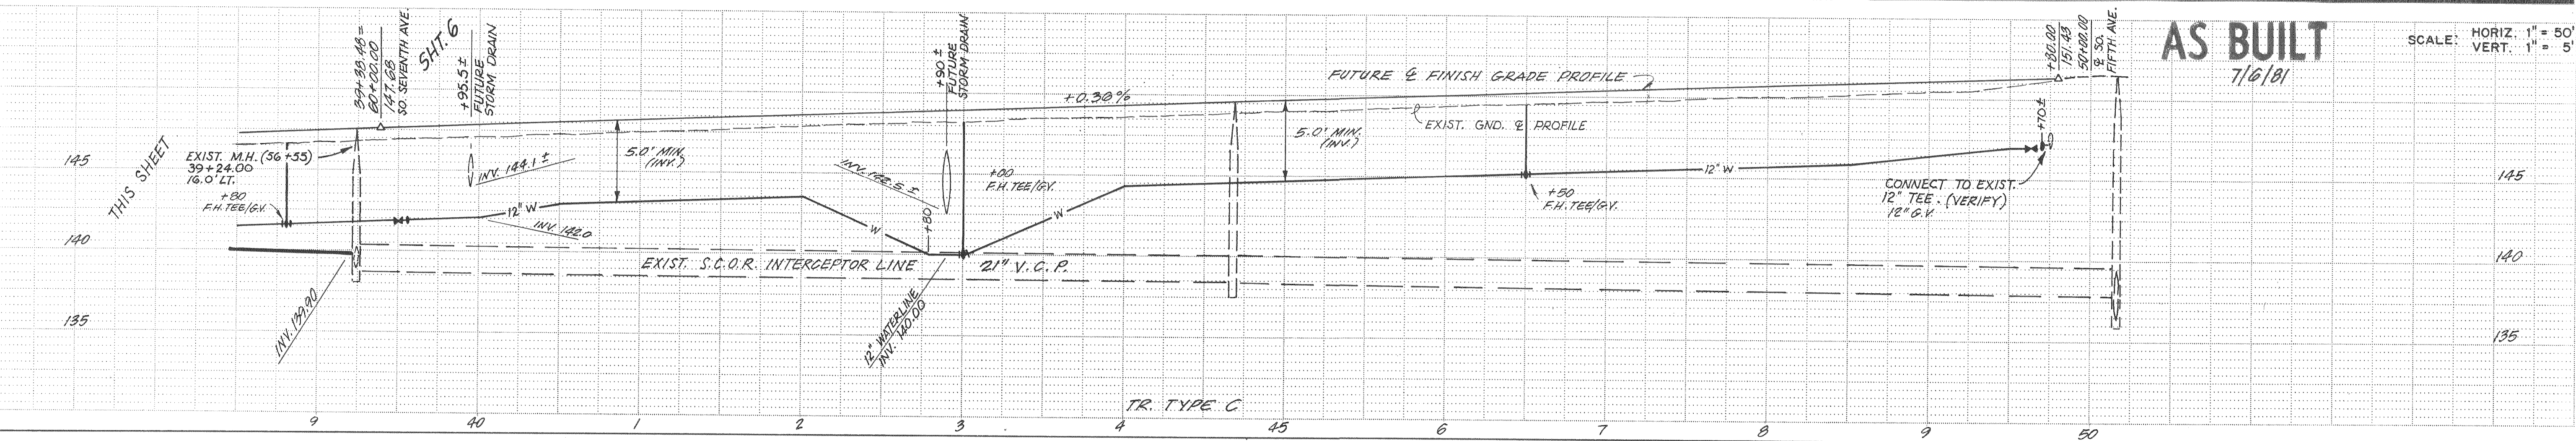 39+38.48=
60+00.00
147.68
SO. SEVENTH AVE.
SHT. 6
+95.5±
FUTURE
STORM DRAIN
+90±
FUTURE
STORM DRAIN
+0.36%
FUTURE ℄ FINISH GRADE PROFILE
+80.00
151.43
50+00.00
℄ SO.
FIFTH AVE.
AS BUILT
7/6/81
SCALE: HORIZ. 1" = 50'
VERT. 1" = 5'
THIS SHEET
145
EXIST. M.H. (56+55)
39+24.00
16.0' LT.
+80
F.H. TEE/G.V.
INV. 144.1±
5.0' MIN.
(INV.)
INV. 142.5±
+00
F.H. TEE/G.V.
5.0' MIN.
(INV.)
EXIST. GND. ℄ PROFILE
+50
F.H. TEE/G.V.
12" W
+70±
CONNECT TO EXIST.
12" TEE. (VERIFY)
12" G.V.
145
140
12" W
INV. 142.0
W
+80
W
EXIST. S.C.O.R. INTERCEPTOR LINE
21" V.C.P.
140
135
INV. 139.90
12" WATERLINE
INV. 140.00
135
TR. TYPE C
9 40 1 2 3 4 45 6 7 8 9 50